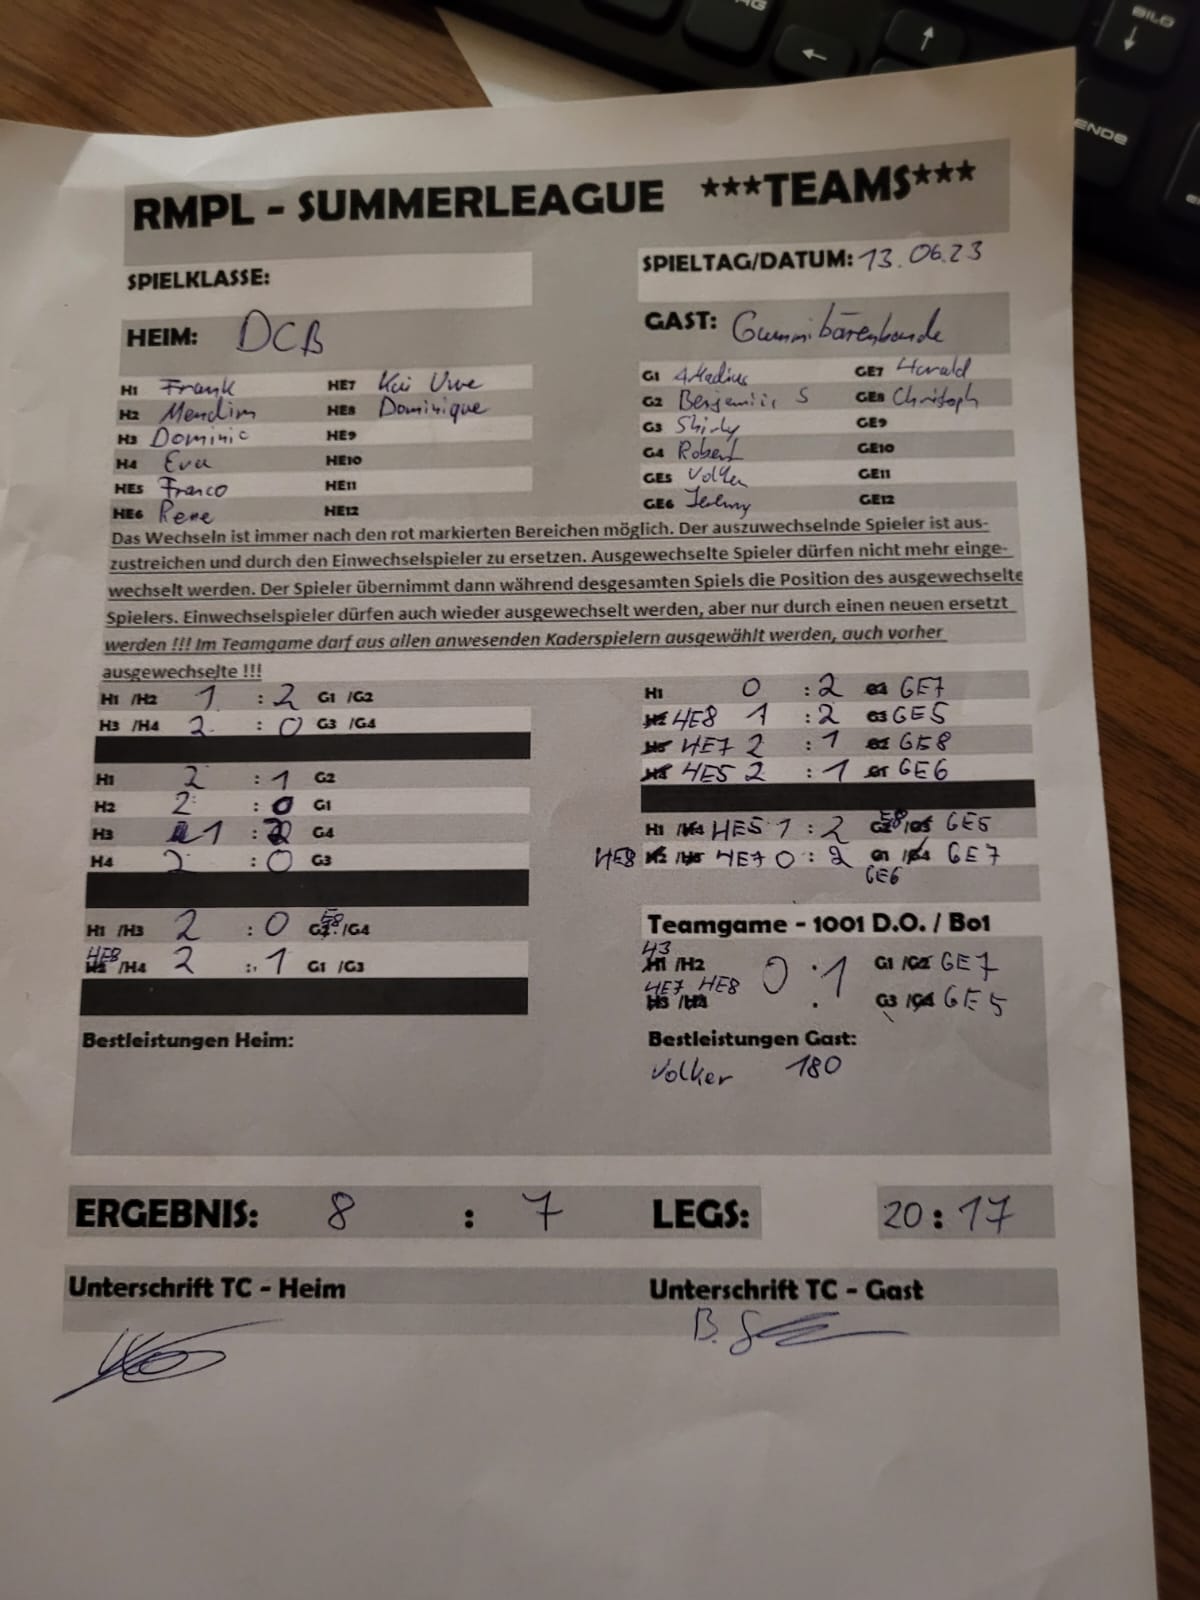 RMPL - SUMMERLEAGUE ***TEAMS***
SPIELKLASSE:
SPIELTAG/DATUM: 13.06.23
HEIM: DCB
GAST: Gummibärenbande
H1 Frank HE7 Kai Uwe
H2 Mendim HE8 Dominique
H3 Dominic HE9
H4 Eva HE10
HE5 Franco HE11
HE6 Rene HE12
G1 Arkadius GE7 Harald
G2 Benjamin S GE8 Christoph
G3 Shirly GE9
G4 Robert GE10
GE5 Volker GE11
GE6 Jeremy GE12
Das Wechseln ist immer nach den rot markierten Bereichen möglich. Der auszuwechselnde Spieler ist aus-
zustreichen und durch den Einwechselspieler zu ersetzen. Ausgewechselte Spieler dürfen nicht mehr einge-
wechselt werden. Der Spieler übernimmt dann während desgesamten Spiels die Position des ausgewechselte
Spielers. Einwechselspieler dürfen auch wieder ausgewechselt werden, aber nur durch einen neuen ersetzt
werden !!! Im Teamgame darf aus allen anwesenden Kaderspielern ausgewählt werden, auch vorher
ausgewechselte !!!
H1 /H2 1 : 2 G1 /G2
H3 /H4 2 : 0 G3 /G4
H1 2 : 1 G2
H2 2 : 0 G1
H3 1 : 2 G4
H4 2 : 0 G3
H1 /H3 2 : 0 E8 /G4
HE8 /H4 2 : 1 G1 /G3
H1 0 : 2 GE7
HE8 1 : 2 GE5
HE7 2 : 1 GE8
HE5 2 : 1 GE6
H1 / HE5 1 : 2 E8 / GE5
HE8 / HE7 0 : 2 G1 / GE7
GE6
Teamgame - 1001 D.O. / Bo1
H3
H1 /H2 0 : 1 G1 /G2 GE7
HE7 HE8
G3 /G4 GE5
Bestleistungen Heim:
Bestleistungen Gast:
Volker 180
ERGEBNIS: 8 : 7 LEGS: 20 : 17
Unterschrift TC - Heim
Unterschrift TC - Gast